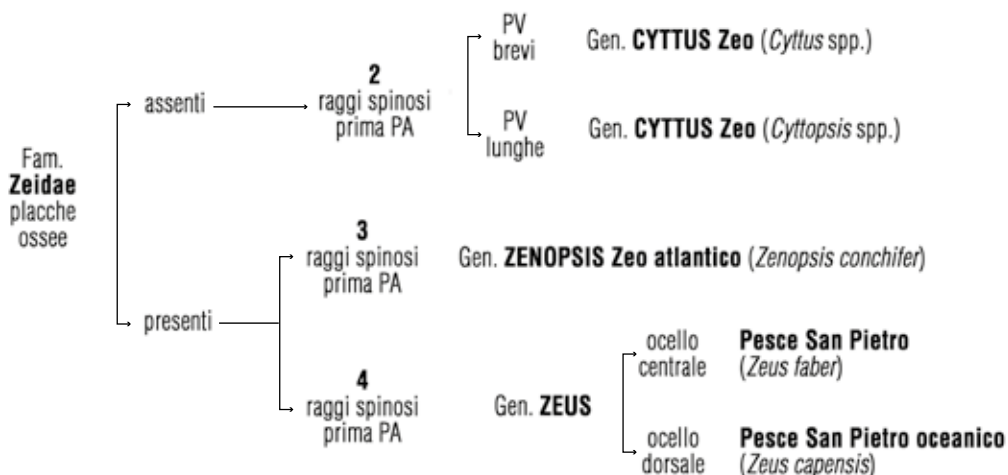 Fam.
Zeidae
placche
ossee
assenti
2
raggi spinosi
prima PA
PV
brevi
Gen. CYTTUS Zeo (Cyttus spp.)
PV
lunghe
Gen. CYTTUS Zeo (Cyttopsis spp.)
presenti
3
raggi spinosi
prima PA
Gen. ZENOPSIS Zeo atlantico (Zenopsis conchifer)
4
raggi spinosi
prima PA
Gen. ZEUS
ocello
centrale
Pesce San Pietro
(Zeus faber)
ocello
dorsale
Pesce San Pietro oceanico
(Zeus capensis)